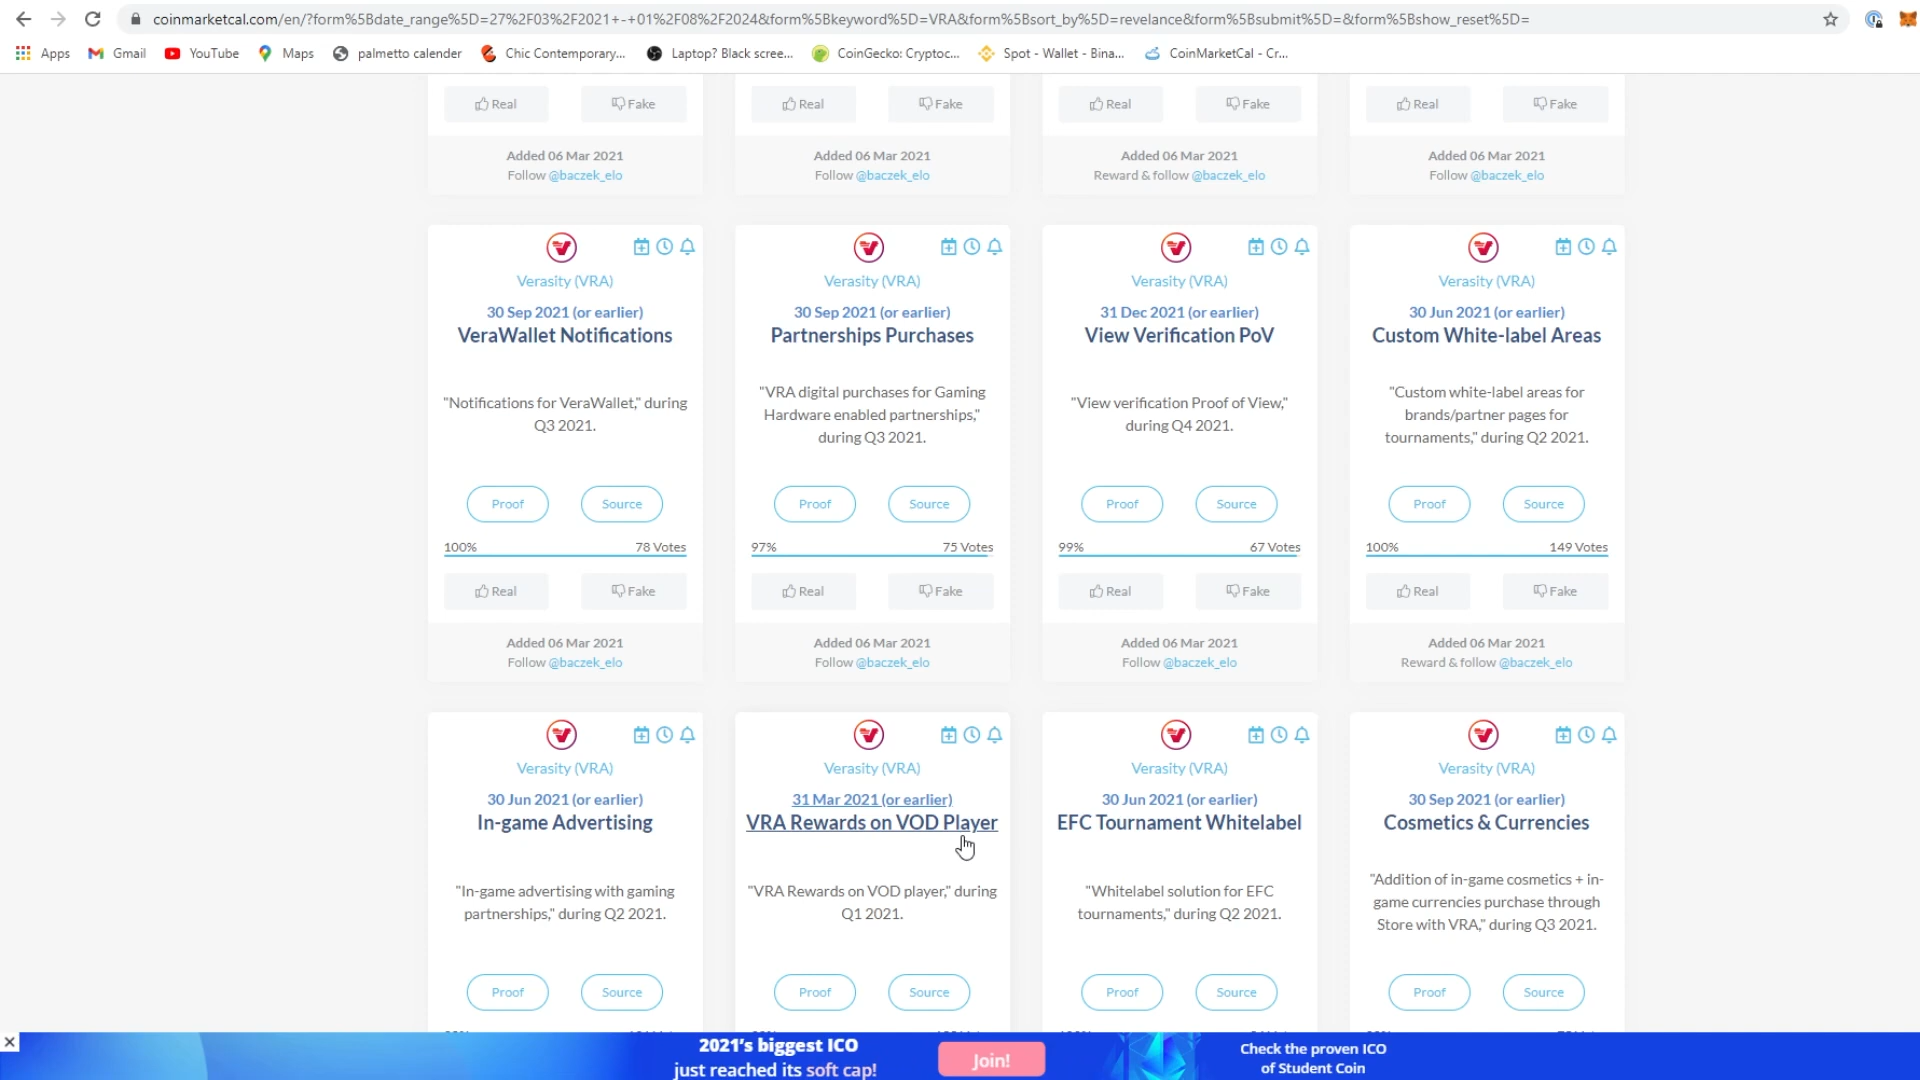 coinmarketcal.com/en/?form%5Bdate_range%5D=27%2F03%2F2021+-+01%2F08%2F2024&form%5Bkeyword%5D=VRA&form%5Bsort_by%5D=revelance&form%5Bsubmit%5D=&form%5Bshow_reset%5D=
Apps Gmail YouTube Maps palmetto calender Chic Contemporary... Laptop? Black scree... CoinGecko: Cryptoc... Spot - Wallet - Bina... CoinMarketCal - Cr...
Real Fake Real Fake Real Fake Real Fake
Added 06 Mar 2021 Added 06 Mar 2021 Added 06 Mar 2021 Added 06 Mar 2021
Follow @baczek_elo Follow @baczek_elo Reward & follow @baczek_elo Follow @baczek_elo
Verasity (VRA)
30 Sep 2021 (or earlier)
VeraWallet Notifications
"Notifications for VeraWallet," during
Q3 2021.
Proof Source
100% 78 Votes
Real Fake
Added 06 Mar 2021
Follow @baczek_elo
Verasity (VRA)
30 Sep 2021 (or earlier)
Partnerships Purchases
"VRA digital purchases for Gaming
Hardware enabled partnerships,"
during Q3 2021.
Proof Source
97% 75 Votes
Real Fake
Added 06 Mar 2021
Follow @baczek_elo
Verasity (VRA)
31 Dec 2021 (or earlier)
View Verification PoV
"View verification Proof of View,"
during Q4 2021.
Proof Source
99% 67 Votes
Real Fake
Added 06 Mar 2021
Follow @baczek_elo
Verasity (VRA)
30 Jun 2021 (or earlier)
Custom White-label Areas
"Custom white-label areas for
brands/partner pages for
tournaments," during Q2 2021.
Proof Source
100% 149 Votes
Real Fake
Added 06 Mar 2021
Reward & follow @baczek_elo
Verasity (VRA)
30 Jun 2021 (or earlier)
In-game Advertising
"In-game advertising with gaming
partnerships," during Q2 2021.
Proof Source
Verasity (VRA)
31 Mar 2021 (or earlier)
VRA Rewards on VOD Player
"VRA Rewards on VOD player," during
Q1 2021.
Proof Source
Verasity (VRA)
30 Jun 2021 (or earlier)
EFC Tournament Whitelabel
"Whitelabel solution for EFC
tournaments," during Q2 2021.
Proof Source
Verasity (VRA)
30 Sep 2021 (or earlier)
Cosmetics & Currencies
"Addition of in-game cosmetics + in-
game currencies purchase through
Store with VRA," during Q3 2021.
Proof Source
2021's biggest ICO
just reached its soft cap!
Join!
Check the proven ICO
of Student Coin